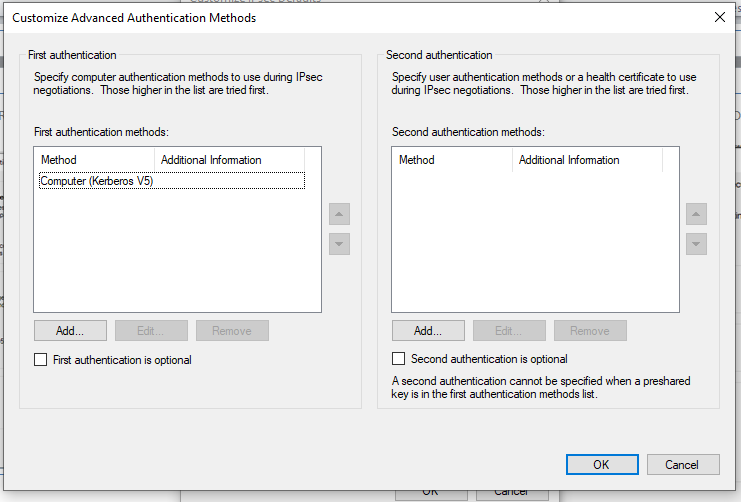 Customize Advanced Authentication Methods
First authentication
Specify computer authentication methods to use during IPsec
negotiations.  Those higher in the list are tried first.
First authentication methods:
Method Additional Information
Computer (Kerberos V5)
Add... Edit... Remove
First authentication is optional
Second authentication
Specify user authentication methods or a health certificate to use
during IPsec negotiations.  Those higher in the list are tried first.
Second authentication methods:
Method Additional Information
Add... Edit... Remove
Second authentication is optional
A second authentication cannot be specified when a preshared
key is in the first authentication methods list.
OK Cancel